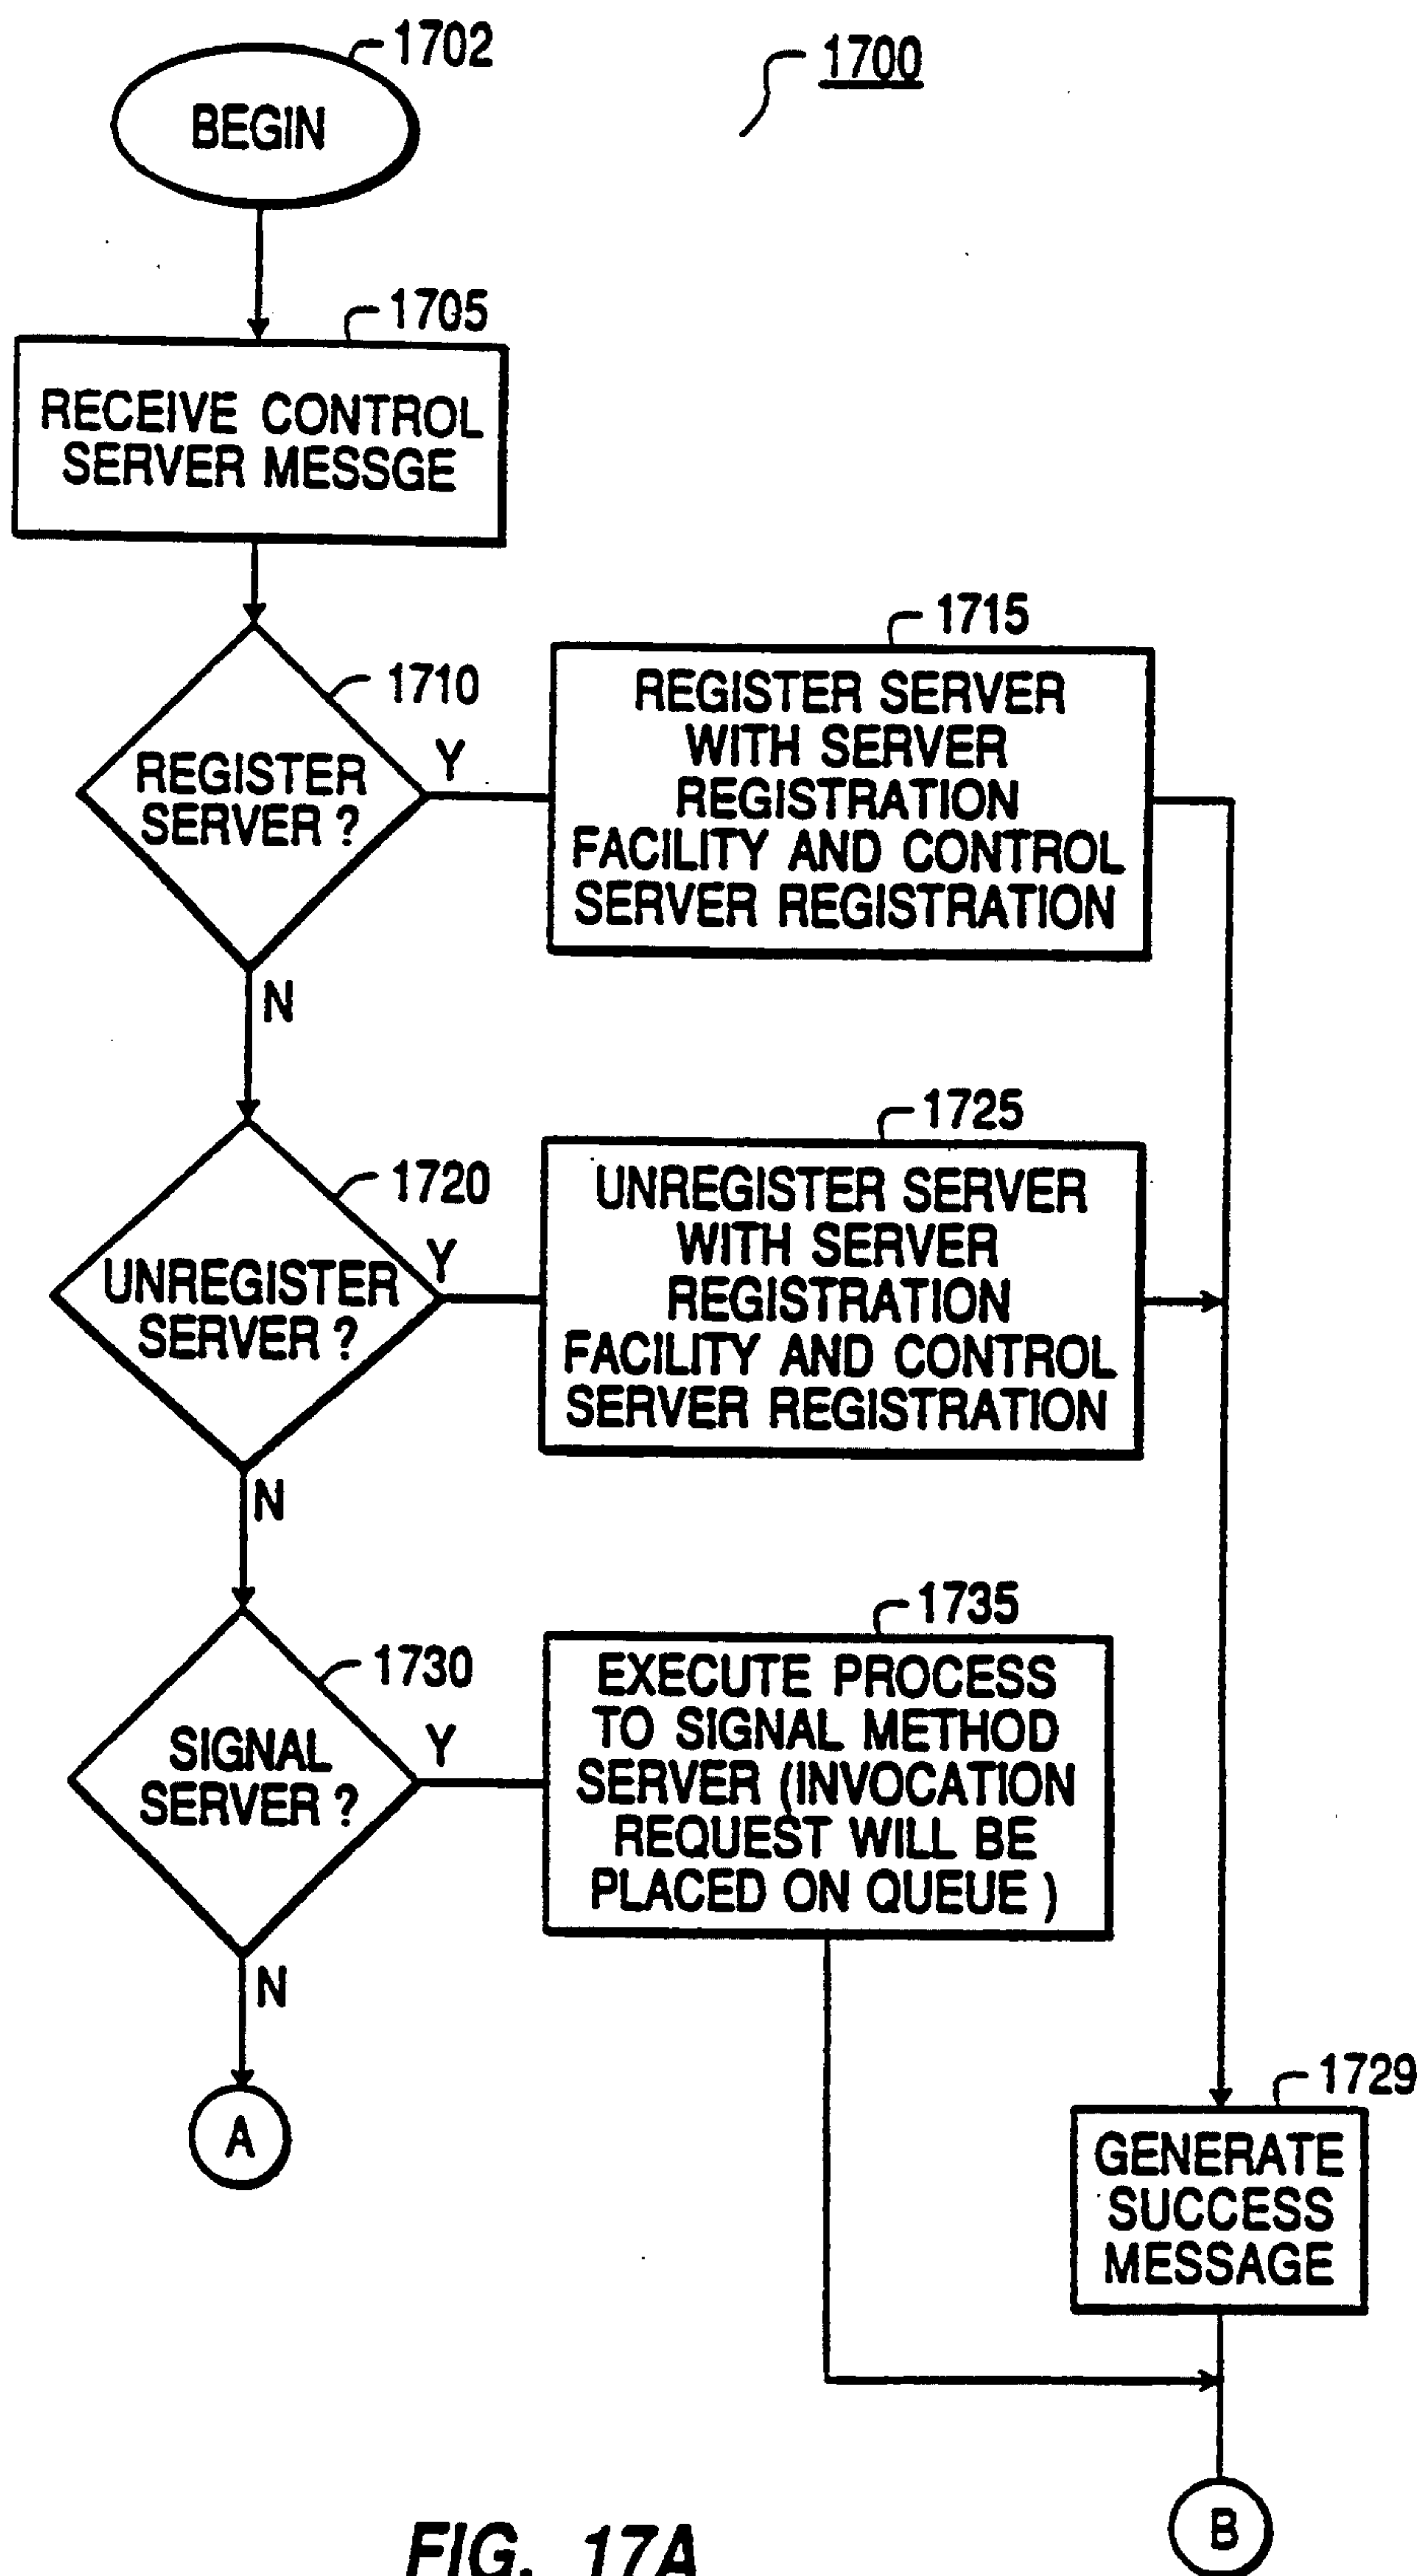 1702
1700
BEGIN
1705
RECEIVE CONTROL
SERVER MESSGE
1710
REGISTER
SERVER ?
Y
N
1715
REGISTER SERVER
WITH SERVER
REGISTRATION
FACILITY AND CONTROL
SERVER REGISTRATION
1720
UNREGISTER
SERVER ?
Y
N
1725
UNREGISTER SERVER
WITH SERVER
REGISTRATION
FACILITY AND CONTROL
SERVER REGISTRATION
1730
SIGNAL
SERVER ?
Y
N
1735
EXECUTE PROCESS
TO SIGNAL METHOD
SERVER (INVOCATION
REQUEST WILL BE
PLACED ON QUEUE )
A
1729
GENERATE
SUCCESS
MESSAGE
B
FIG. 17A